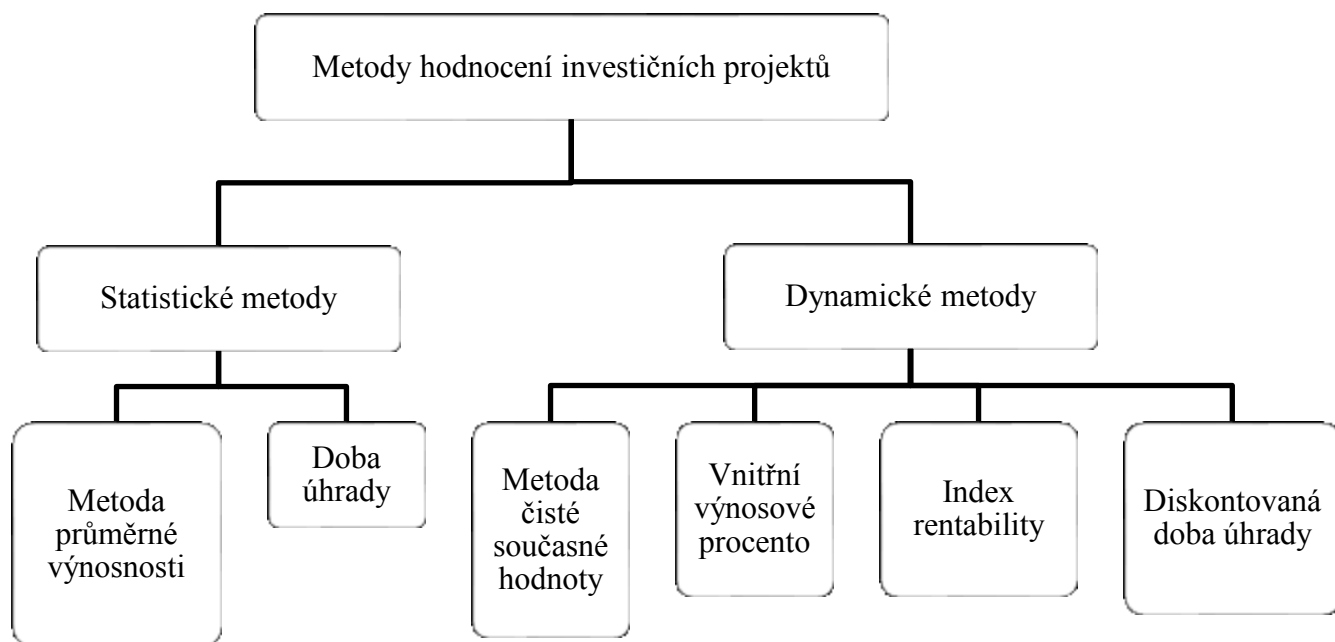 Metody hodnocení investičních projektů
Statistické metody
Dynamické metody
Metoda
průměrné
výnosnosti
Doba
úhrady
Metoda
čisté
současné
hodnoty
Vnitřní
výnosové
procento
Index
rentability
Diskontovaná
doba úhrady